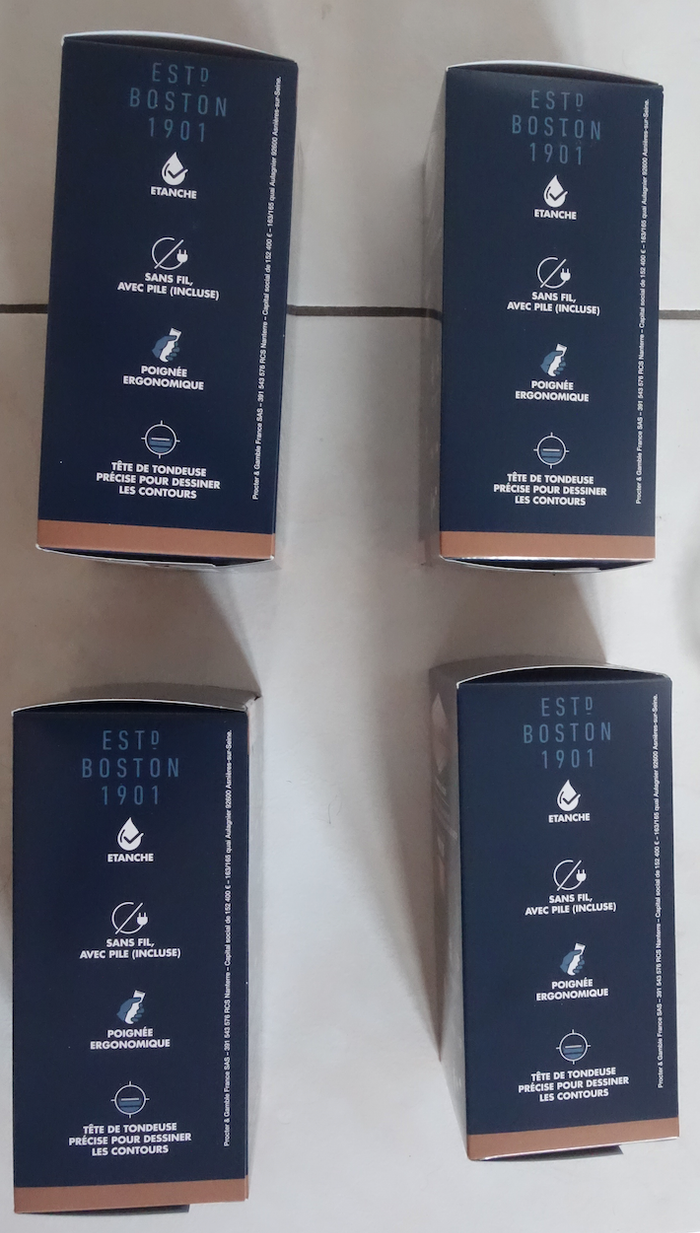 ESTD
BOSTON
1901
ETANCHE
SANS FIL,
AVEC PILE (INCLUSE)
POIGNÉE
ERGONOMIQUE
TÊTE DE TONDEUSE
PRÉCISE POUR DESSINER
LES CONTOURS
Procter & Gamble France SAS – 391 543 576 RCS Nanterre – Capital social de 152 400 € – 163/165 quai Aulagnier 92600 Asnières-sur-Seine.
ESTD
BOSTON
1901
ETANCHE
SANS FIL,
AVEC PILE (INCLUSE)
POIGNÉE
ERGONOMIQUE
TÊTE DE TONDEUSE
PRÉCISE POUR DESSINER
LES CONTOURS
Procter & Gamble France SAS – 391 543 576 RCS Nanterre – Capital social de 152 400 € – 163/165 quai Aulagnier 92600 Asnières-sur-Seine.
ESTD
BOSTON
1901
ETANCHE
SANS FIL,
AVEC PILE (INCLUSE)
POIGNÉE
ERGONOMIQUE
TÊTE DE TONDEUSE
PRÉCISE POUR DESSINER
LES CONTOURS
Procter & Gamble France SAS – 391 543 576 RCS Nanterre – Capital social de 152 400 € – 163/165 quai Aulagnier 92600 Asnières-sur-Seine.
ESTD
BOSTON
1901
ETANCHE
SANS FIL,
AVEC PILE (INCLUSE)
POIGNÉE
ERGONOMIQUE
TÊTE DE TONDEUSE
PRÉCISE POUR DESSINER
LES CONTOURS
Procter & Gamble France SAS – 391 543 576 RCS Nanterre – Capital social de 152 400 € – 163/165 quai Aulagnier 92600 Asnières-sur-Seine.